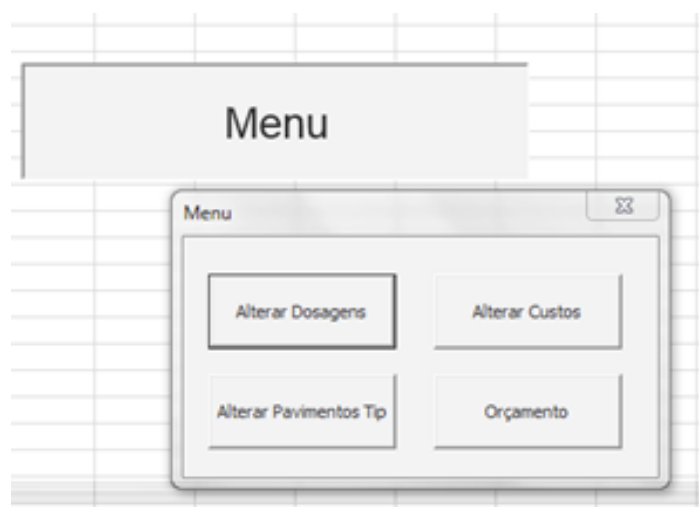 Menu
Menu
Alterar Dosagens
Alterar Custos
Alterar Pavimentos Tip
Orçamento